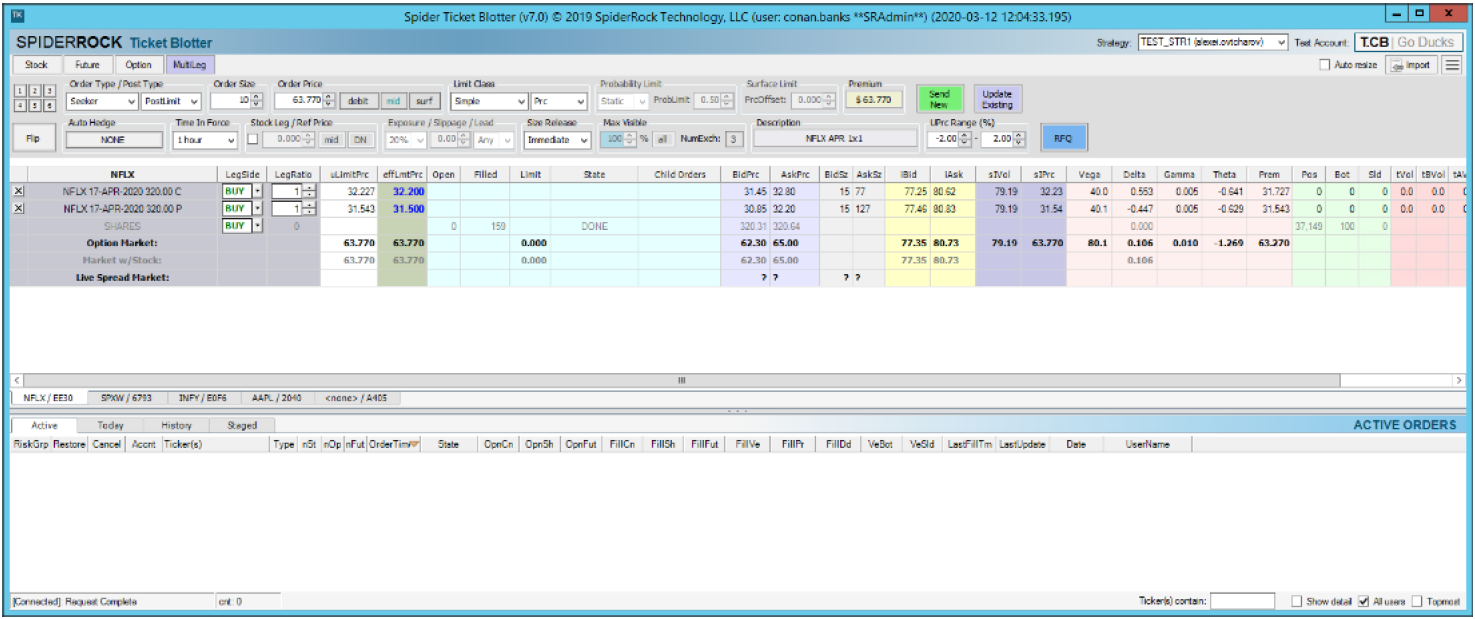 TK Spider Ticket Blotter (v7.0) © 2019 SpiderRock Technology, LLC (user: conan.banks **SRAdmin**) (2020-03-12 12:04:33.195)
SPIDERROCK Ticket Blotter Strategy: TEST_STR1 (alexei.ovtcharov) Test Account: T.CB | Go Ducks
Stock Future Option MultiLeg Auto resize Import
Order Type / Post Type Order Size Order Price Limit Class Probability Limit Surface Limit Premium
1 2 3 4 5 6 Seeker PostLimit 10 63.770 debit mid surf Simple Prc Static ProbLimit 0.50 PrcOffset: 0.000 $ 63.770 Send New Update Existing
Auto Hedge Time In Force Stock Leg / Ref Price Exposure / Slippage / Lead Size Release Max Visible Description UPrc Range (%)
Flip NONE 1 hour 0.000 mid DN 20% 0.00 Any Immediate 100 % all NumExch: 3 NFLX APR 1x1 -2.00 - 2.00 RFQ
NFLX LegSide LegRatio uLimitPrc effLmtPrc Open Filled Limit State Child Orders BidPrc AskPrc BidSz AskSz iBid iAsk sIVol sIPrc Vega Delta Gamma Theta Prem Pos Bot Sld tVol tBVol tAV
X NFLX 17-APR-2020 320.00 C BUY 1 32.227 32.200 31.45 32.80 15 77 77.25 80.62 79.19 32.23 40.0 0.553 0.005 -0.641 31.727 0 0 0 0.0 0.0
X NFLX 17-APR-2020 320.00 P BUY 1 31.543 31.500 30.85 32.20 15 127 77.46 80.83 79.19 31.54 40.1 -0.447 0.005 -0.629 31.543 0 0 0 0.0 0.0
SHARES BUY 0 0 159 DONE 320.31 320.64 0.000 37,149 100 0
Option Market: 63.770 63.770 0.000 62.30 65.00 77.35 80.73 79.19 63.770 80.1 0.106 0.010 -1.269 63.270
Market w/Stock: 63.770 63.770 0.000 62.30 65.00 77.35 80.73 0.106
Live Spread Market: ? ? ? ?
NFLX / EE30 SPXW / 6793 INFY / E0F6 AAPL / 2040 <none> / A405
Active Today History Staged ACTIVE ORDERS
RiskGrp Restore Cancel Accnt Ticker(s) Type nSt nOp nFut OrderTime State OpnCn OpnSh OpnFut FillCn FillSh FillFut FillVe FillPr FillDd VeBot VeSld LastFillTm LastUpdate Date UserName
[Connected] Request Complete cnt: 0 Ticker(s) contain: Show detail All users Topmost